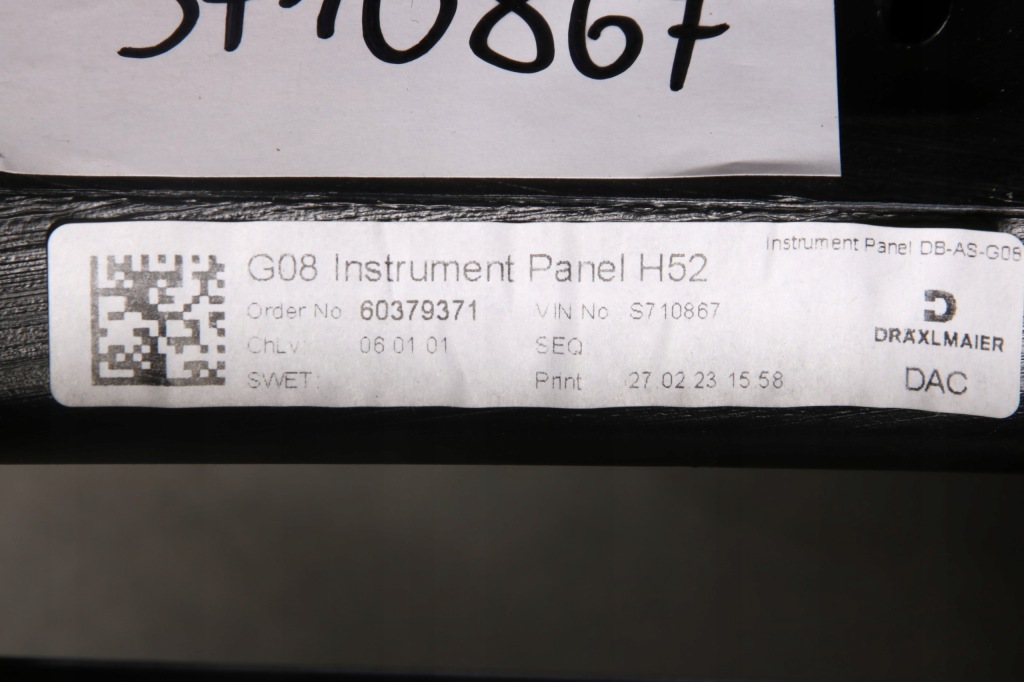 S710867
Instrument Panel DB-AS-G08
G08 Instrument Panel H52
Order No 60379371 VIN No S710867
ChLv: 06 01 01 SEQ
SWET: Print 27.02.23 15:58
DRÄXLMAIER
DAC